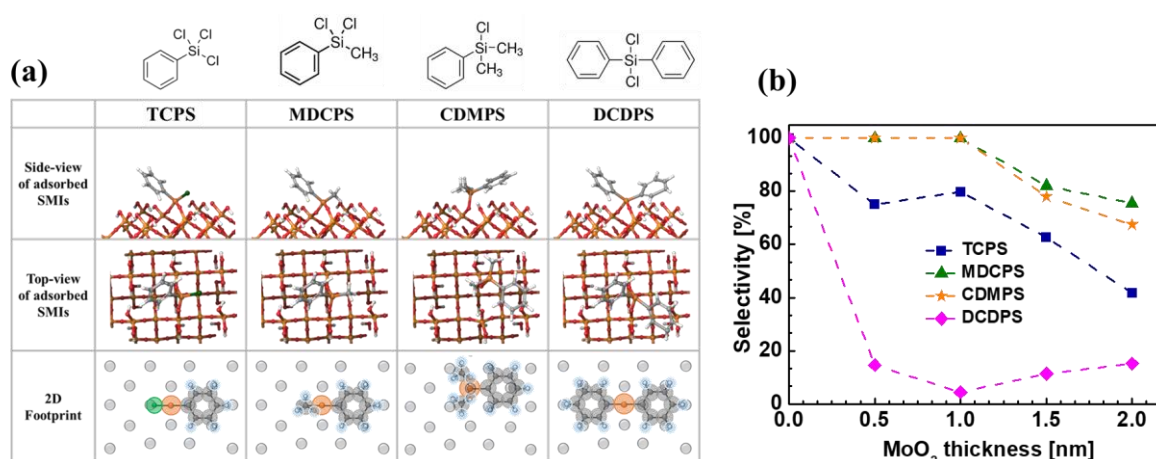 (a)
Cl
Cl
Si
Cl
Cl
Cl
Si
CH₃
Cl
Si
CH₃
CH₃
Cl
Si
Cl
TCPS MDCPS CDMPS DCDPS
Side-view
of adsorbed
SMIs
Top-view
of adsorbed
SMIs
2D
Footprint
(b)
Selectivity [%]
100
80
60
40
20
0
TCPS
MDCPS
CDMPS
DCDPS
0.0 0.5 1.0 1.5 2.0
MoOₓ thickness [nm]